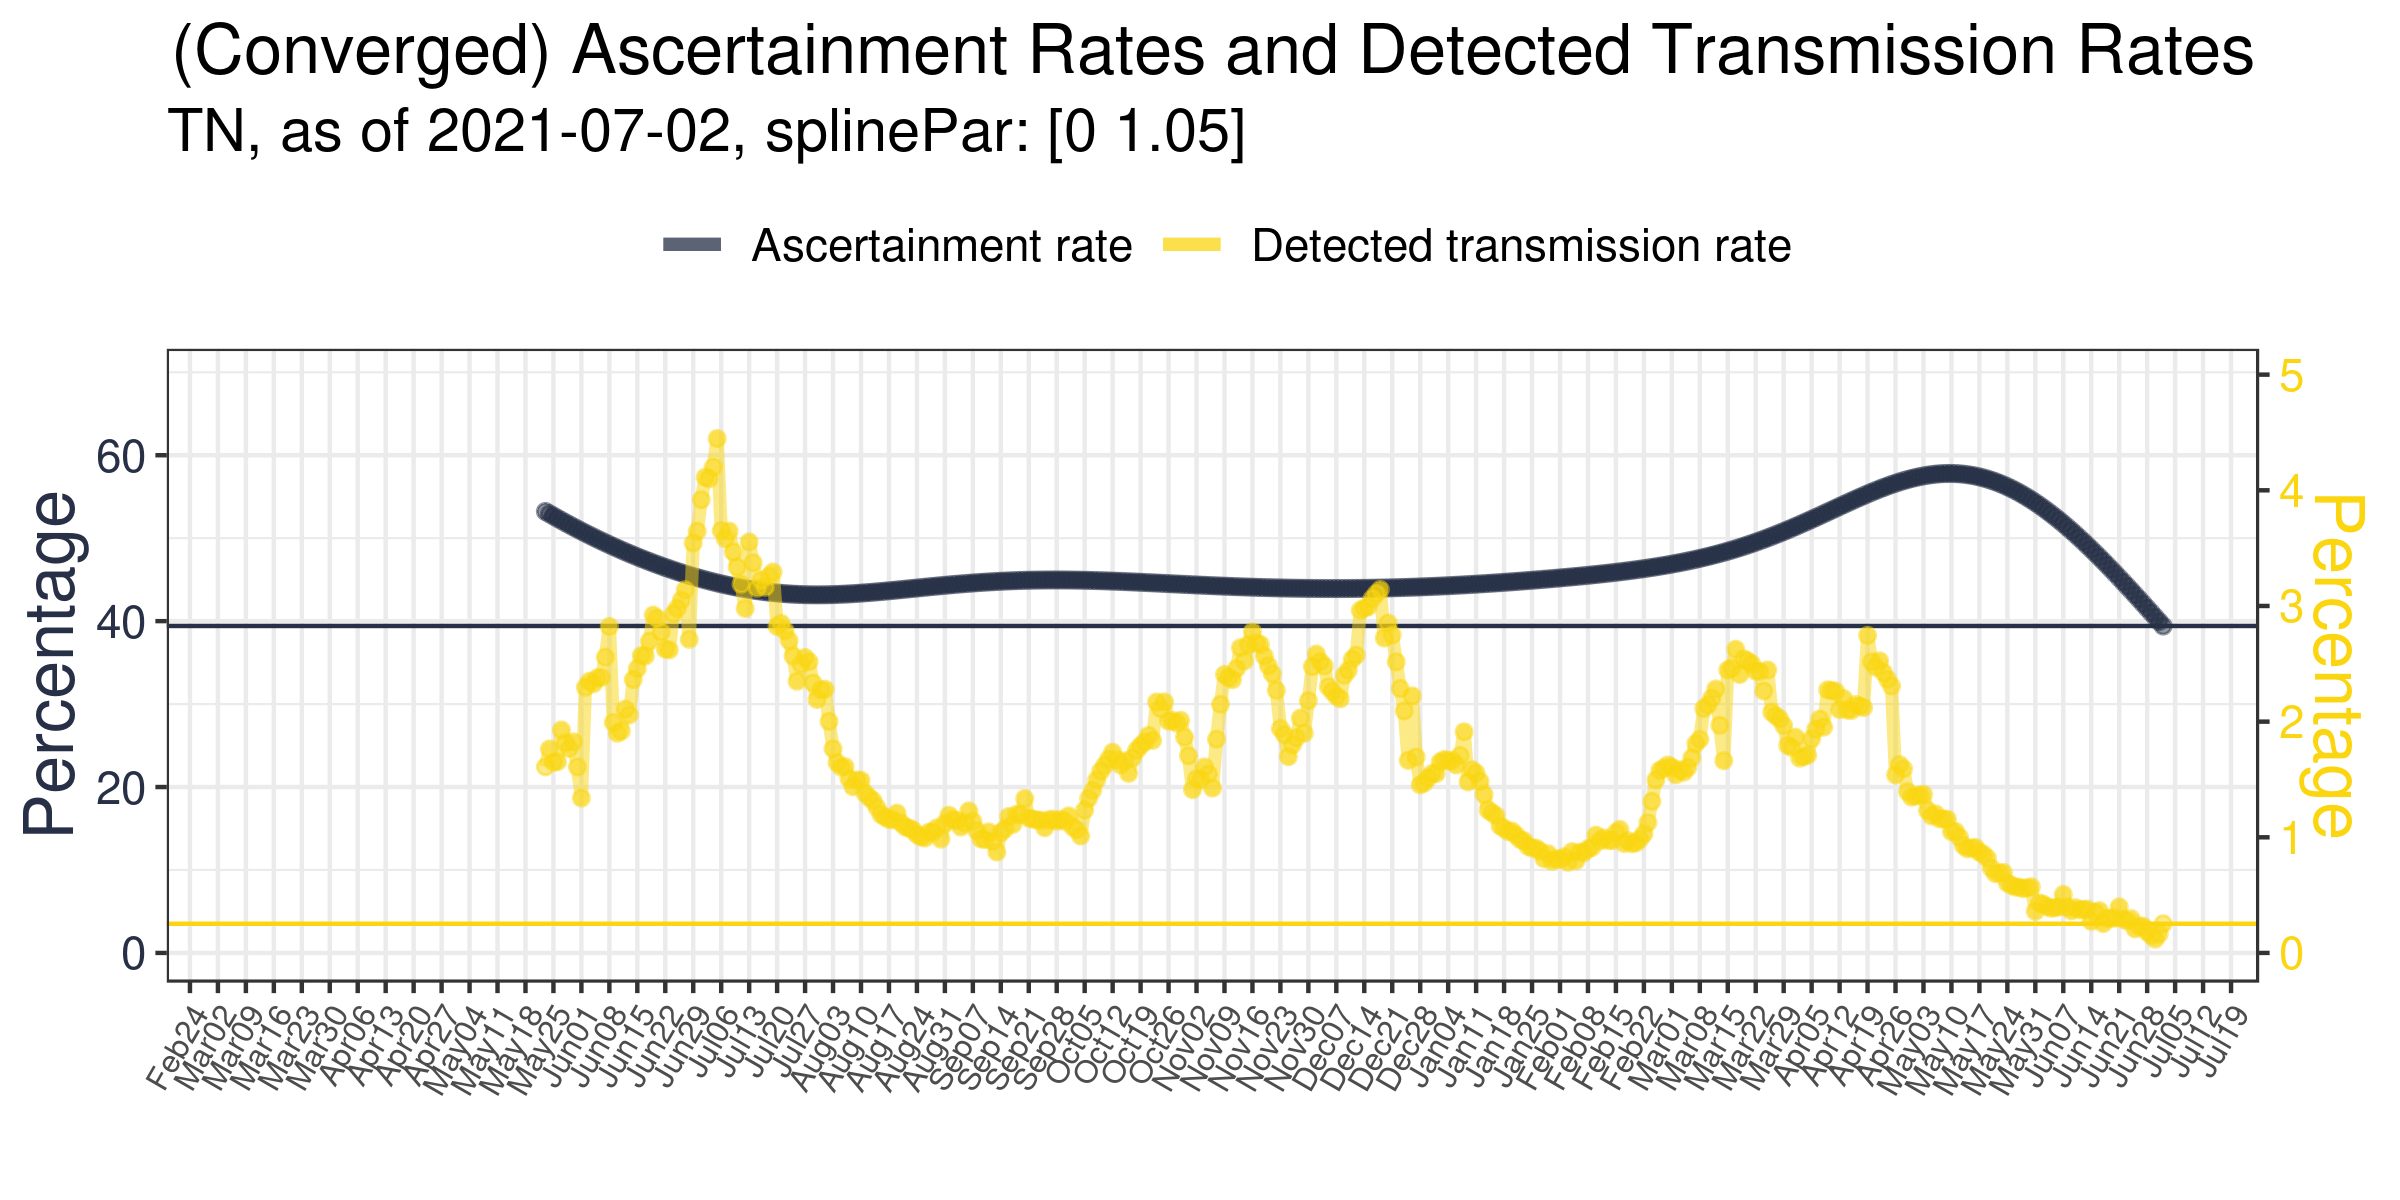 (Converged) Ascertainment Rates and Detected Transmission Rates
TN, as of 2021-07-02, splinePar: [0 1.05]
Ascertainment rate
Detected transmission rate
Percentage
60
40
20
0
5
4
3
2
1
0
Percentage
Feb24
Mar02
Mar09
Mar16
Mar23
Mar30
Apr06
Apr13
Apr20
Apr27
May04
May11
May18
May25
Jun01
Jun08
Jun15
Jun22
Jun29
Jul06
Jul13
Jul20
Jul27
Aug03
Aug10
Aug17
Aug24
Aug31
Sep07
Sep14
Sep21
Sep28
Oct05
Oct12
Oct19
Oct26
Nov02
Nov09
Nov16
Nov23
Nov30
Dec07
Dec14
Dec21
Dec28
Jan04
Jan11
Jan18
Jan25
Feb01
Feb08
Feb15
Feb22
Mar01
Mar08
Mar15
Mar22
Mar29
Apr05
Apr12
Apr19
Apr26
May03
May10
May17
May24
May31
Jun07
Jun14
Jun21
Jun28
Jul05
Jul12
Jul19